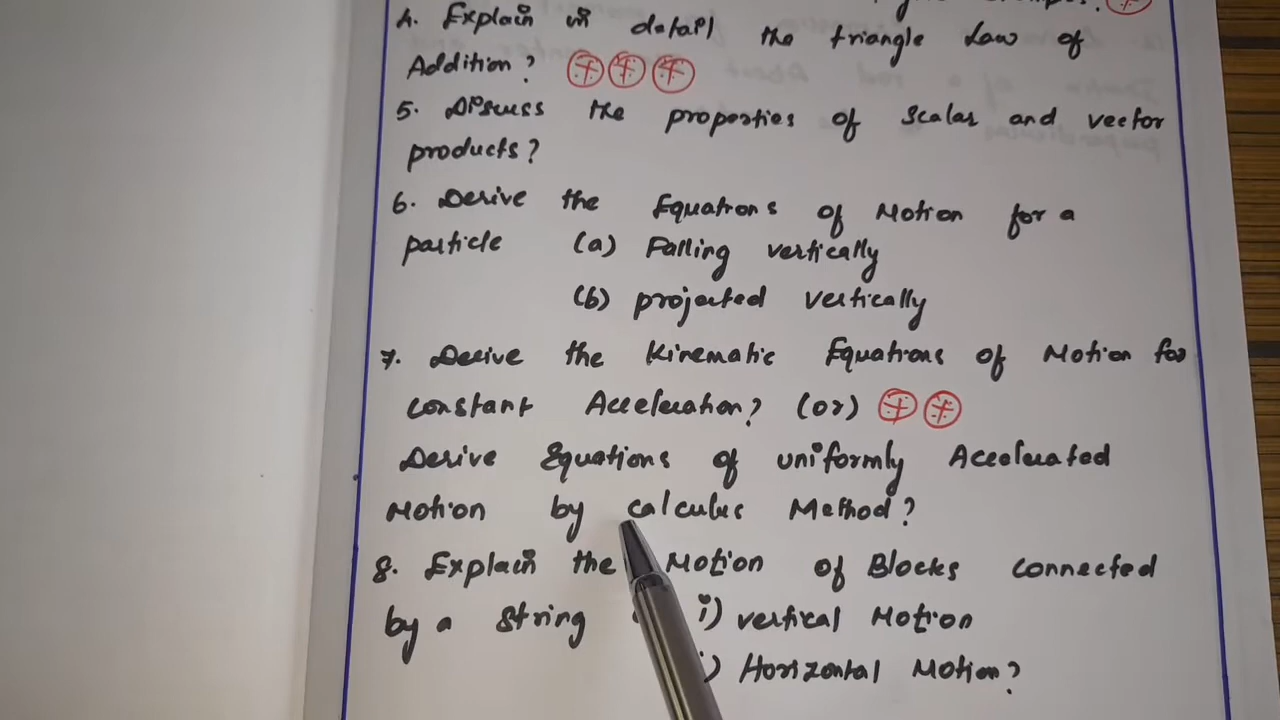 4. Explain in detail the triangle Law of
Addition?
5. Discuss the properties of scalar and vector
products?
6. Derive the Equations of Motion for a
particle (a) Falling vertically
(b) projected vertically
7. Derive the Kinematic Equations of Motion for
constant Acceleration? (or)
Derive Equations of uniformly Accelerated
Motion by calculus Method?
8. Explain the Motion of Blocks connected
by a string i) vertical Motion
) Horizontal Motion?